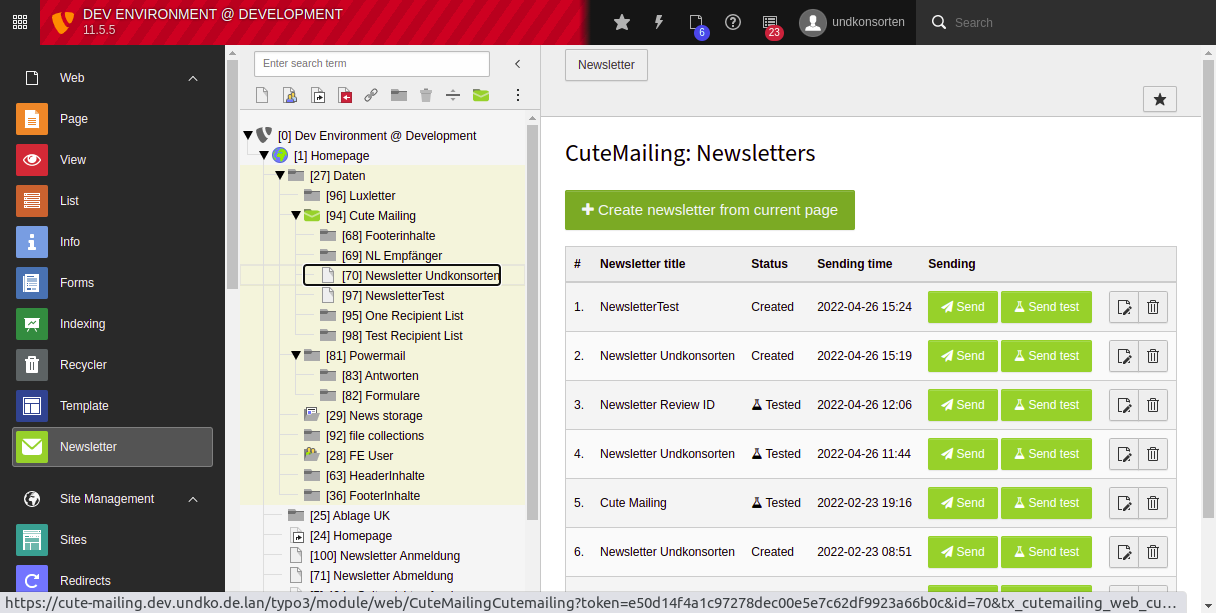 DEV ENVIRONMENT @ DEVELOPMENT
11.5.5
6
23
undkonsorten
Search
Web
Page
View
List
Info
Forms
Indexing
Recycler
Template
Newsletter
Site Management
Sites
Redirects
Enter search term
[0] Dev Environment @ Development
[1] Homepage
[27] Daten
[96] Luxletter
[94] Cute Mailing
[68] Footerinhalte
[69] NL Empfänger
[70] Newsletter Undkonsorten
[97] NewsletterTest
[95] One Recipient List
[98] Test Recipient List
[81] Powermail
[83] Antworten
[82] Formulare
[29] News storage
[92] file collections
[28] FE User
[63] HeaderInhalte
[36] FooterInhalte
[25] Ablage UK
[24] Homepage
[100] Newsletter Anmeldung
[71] Newsletter Abmeldung
Newsletter
CuteMailing: Newsletters
Create newsletter from current page
# Newsletter title Status Sending time Sending
1. NewsletterTest Created 2022-04-26 15:24 Send Send test
2. Newsletter Undkonsorten Created 2022-04-26 15:19 Send Send test
3. Newsletter Review ID Tested 2022-04-26 12:06 Send Send test
4. Newsletter Undkonsorten Tested 2022-04-26 11:44 Send Send test
5. Cute Mailing Tested 2022-02-23 19:16 Send Send test
6. Newsletter Undkonsorten Created 2022-02-23 08:51 Send Send test
https://cute-mailing.dev.undko.de.lan/typo3/module/web/CuteMailingCutemailing?token=e50d14f4a1c97278dec00e5e7c62df9923a66b0c&id=70&tx_cutemailing_web_cu…